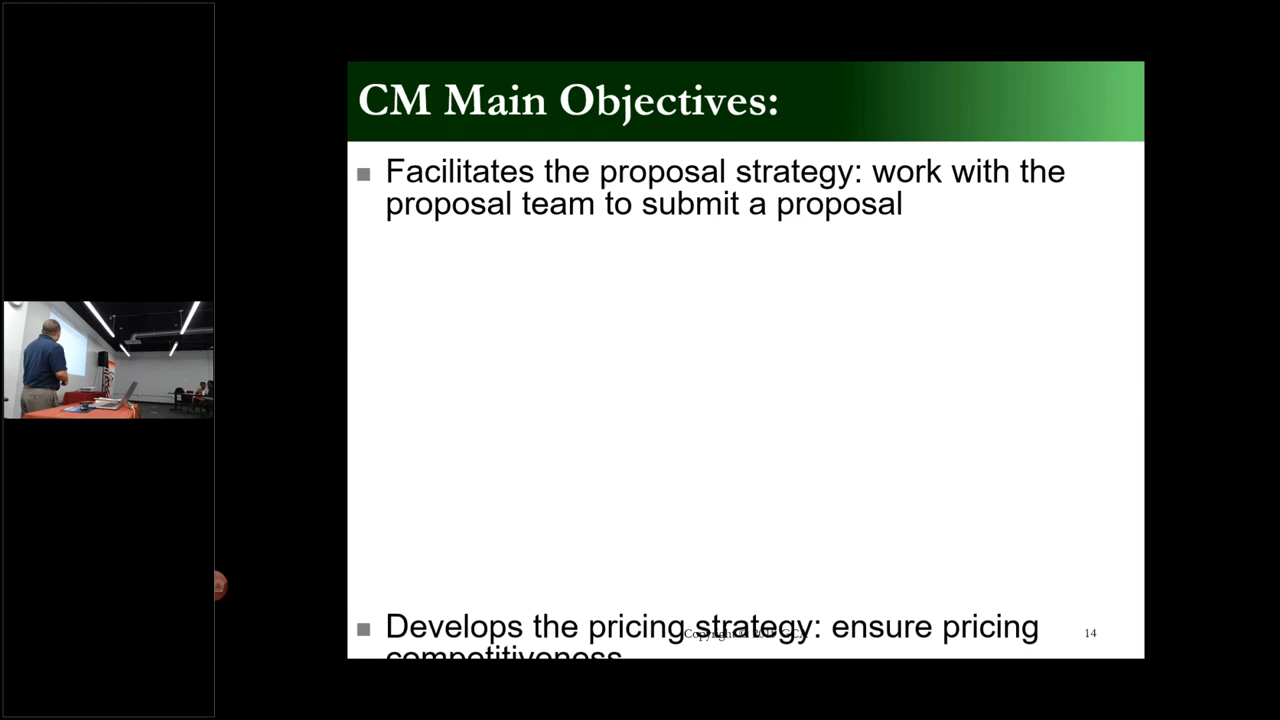 CM Main Objectives:
Facilitates the proposal strategy: work with the
proposal team to submit a proposal
Develops the pricing strategy: ensure pricing
competitiveness
Copyright ©
14